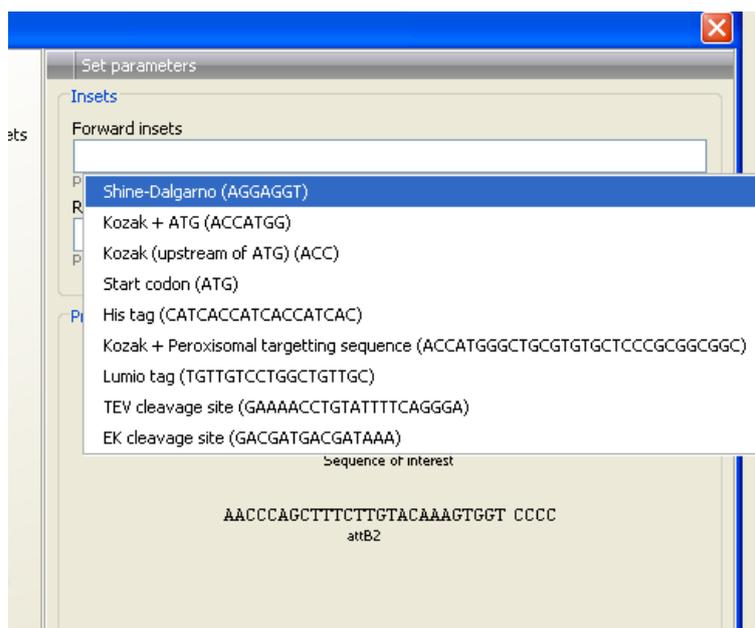 Set parameters
Insets
ets
Forward insets
P
Shine-Dalgarno (AGGAGGT)
R
Kozak + ATG (ACCATGG)
Kozak (upstream of ATG) (ACC)
P
Start codon (ATG)
His tag (CATCACCATCACCATCAC)
Kozak + Peroxisomal targetting sequence (ACCATGGGCTGCGTGTGCTCCCGCGGCGGC)
Lumio tag (TGTTGTCCTGGCTGTTGC)
TEV cleavage site (GAAAACCTGTATTTTCAGGGA)
EK cleavage site (GACGATGACGATAAA)
Sequence of interest
AACCCAGCTTTCTTGTACAAAGTGGT CCCC
attB2